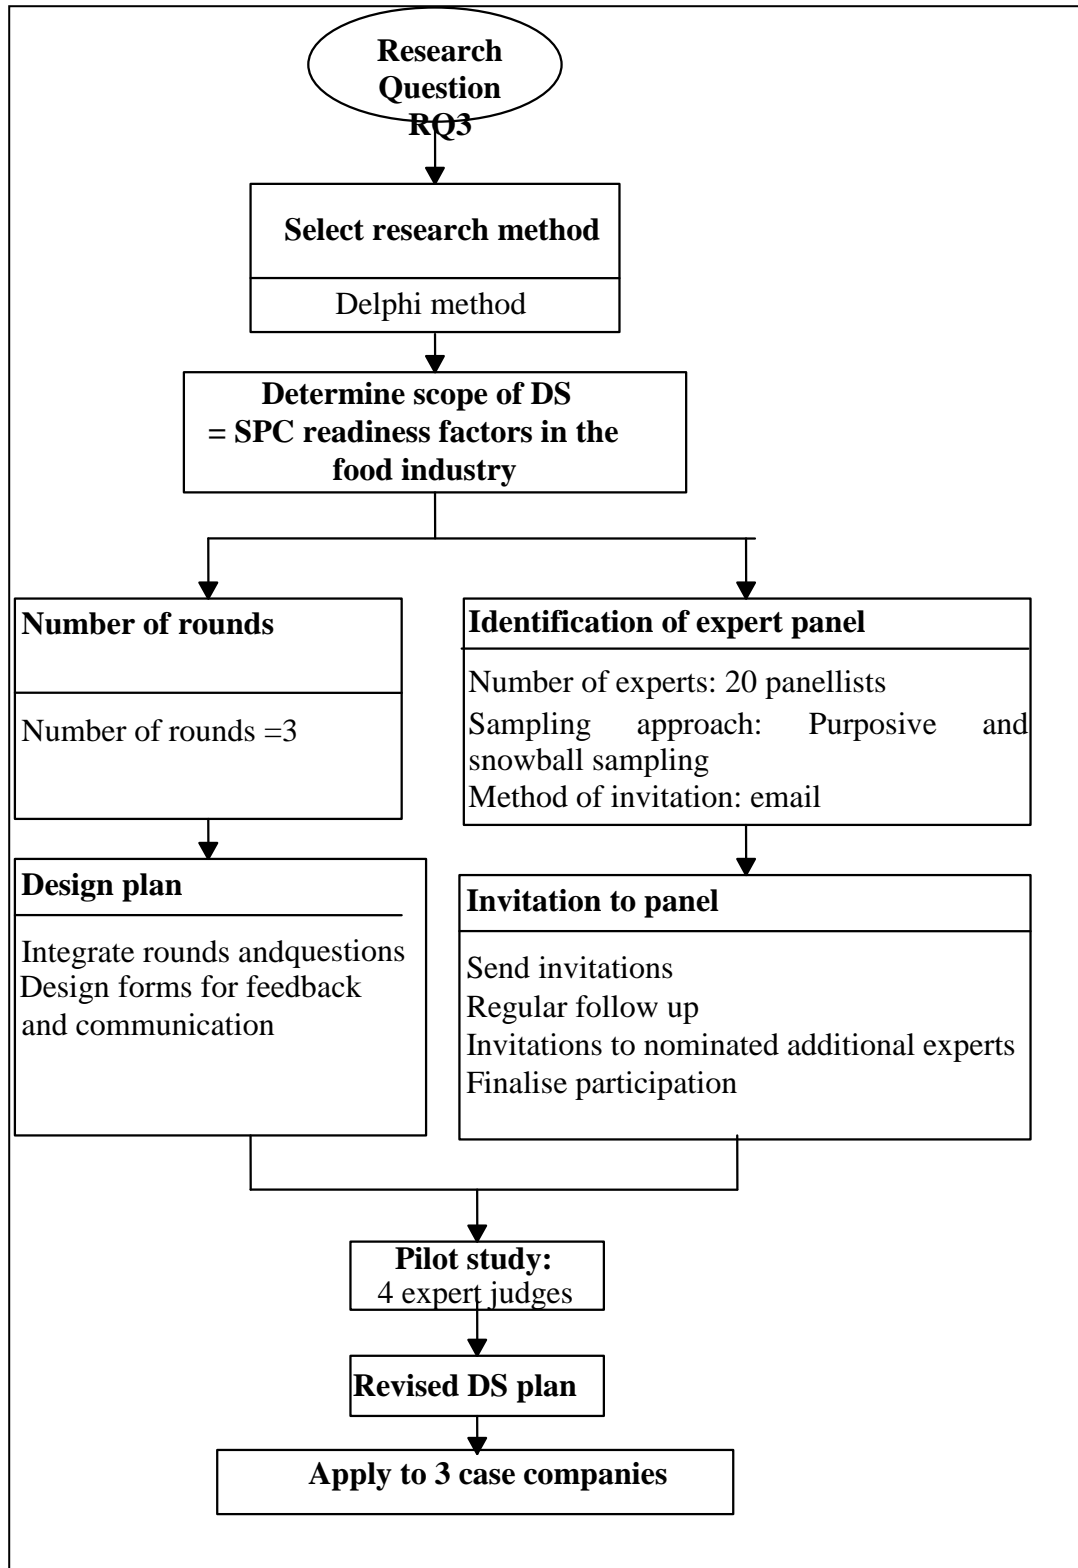 Research
Question
RQ3
Select research method
Delphi method
Determine scope of DS
= SPC readiness factors in the
food industry
Number of rounds
Number of rounds =3
Identification of expert panel
Number of experts: 20 panellists
Sampling approach: Purposive and
snowball sampling
Method of invitation: email
Design plan
Integrate rounds andquestions
Design forms for feedback
and communication
Invitation to panel
Send invitations
Regular follow up
Invitations to nominated additional experts
Finalise participation
Pilot study:
4 expert judges
Revised DS plan
Apply to 3 case companies